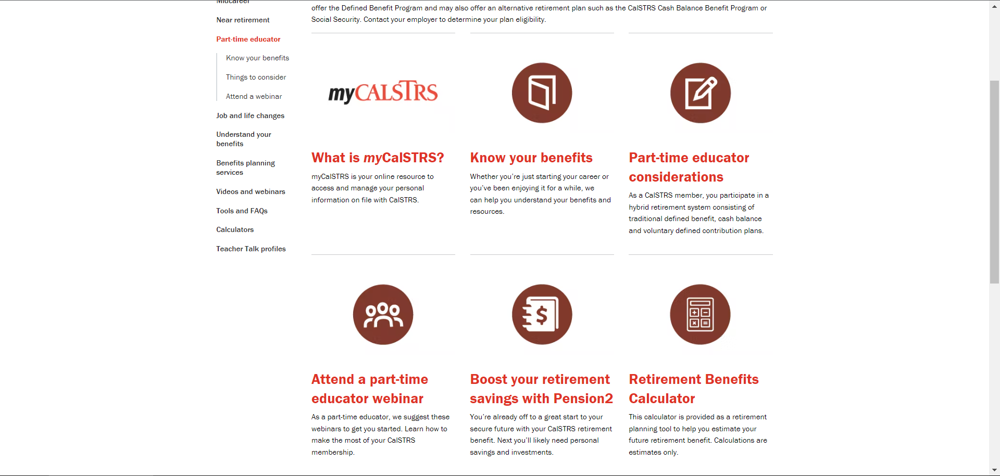 Midcareer
Near retirement
Part-time educator
Know your benefits
Things to consider
Attend a webinar
Job and life changes
Understand your
benefits
Benefits planning
services
Videos and webinars
Tools and FAQs
Calculators
Teacher Talk profiles
offer the Defined Benefit Program and may also offer an alternative retirement plan such as the CalSTRS Cash Balance Benefit Program or
Social Security. Contact your employer to determine your plan eligibility.
myCALSTRS
What is myCalSTRS?
myCalSTRS is your online resource to
access and manage your personal
information on file with CalSTRS.
Know your benefits
Whether you’re just starting your career or
you’ve been enjoying it for a while, we
can help you understand your benefits and
resources.
Part-time educator
considerations
As a CalSTRS member, you participate in a
hybrid retirement system consisting of
traditional defined benefit, cash balance
and voluntary defined contribution plans.
Attend a part-time
educator webinar
As a part-time educator, we suggest these
webinars to get you started. Learn how to
make the most of your CalSTRS
membership.
$
Boost your retirement
savings with Pension2
You’re already off to a great start to your
secure future with your CalSTRS retirement
benefit. Next you’ll likely need personal
savings and investments.
Retirement Benefits
Calculator
This calculator is provided as a retirement
planning tool to help you estimate your
future retirement benefit. Calculations are
estimates only.